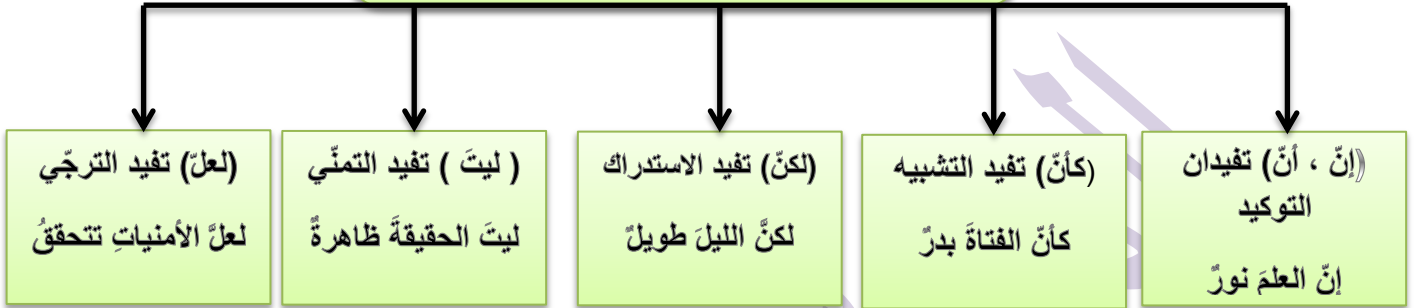 (إنّ ، أنّ) تفيدان
التوكيد
إنّ العلمَ نورٌ
(كأنّ) تفيد التشبيه
كأنّ الفتاةَ بدرٌ
(لكنّ) تفيد الاستدراك
لكنَّ الليلَ طويلٌ
( ليتَ ) تفيد التمنّي
ليتَ الحقيقةَ ظاهرةٌ
(لعلّ) تفيد الترجّي
لعلَّ الأمنياتِ تتحققُ